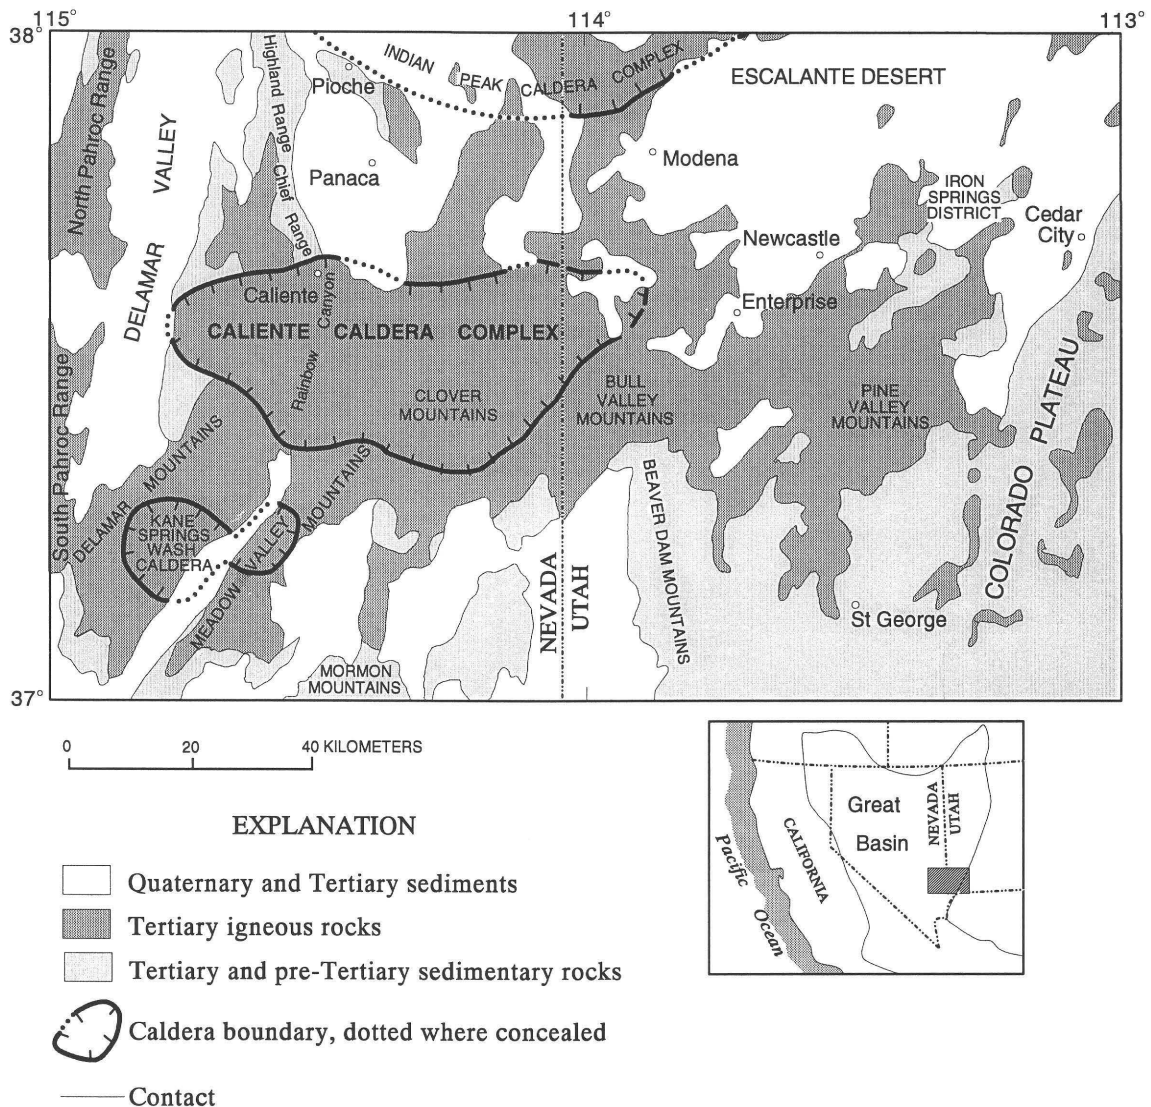 115°
114°
113°
38°
INDIAN PEAK CALDERA COMPLEX
ESCALANTE DESERT
North Pahroc Range
Highland Range
Pioche
DELAMAR VALLEY
Modena
Panaca
Chief Range
IRON
SPRINGS
DISTRICT
Cedar
City
Newcastle
Caliente
Rainbow Canyon
Enterprise
CALIENTE CALDERA COMPLEX
South Pahroc Range
CLOVER
MOUNTAINS
BULL
VALLEY
MOUNTAINS
PINE
VALLEY
MOUNTAINS
COLORADO PLATEAU
DELAMAR MOUNTAINS
KANE
SPRINGS
WASH
CALDERA
MEADOW VALLEY MOUNTAINS
BEAVER DAM MOUNTAINS
NEVADA
UTAH
St George
MORMON
MOUNTAINS
37°
0 20 40 KILOMETERS
Great
Basin
NEVADA
UTAH
CALIFORNIA
Pacific
Ocean
EXPLANATION
Quaternary and Tertiary sediments
Tertiary igneous rocks
Tertiary and pre-Tertiary sedimentary rocks
Caldera boundary, dotted where concealed
Contact